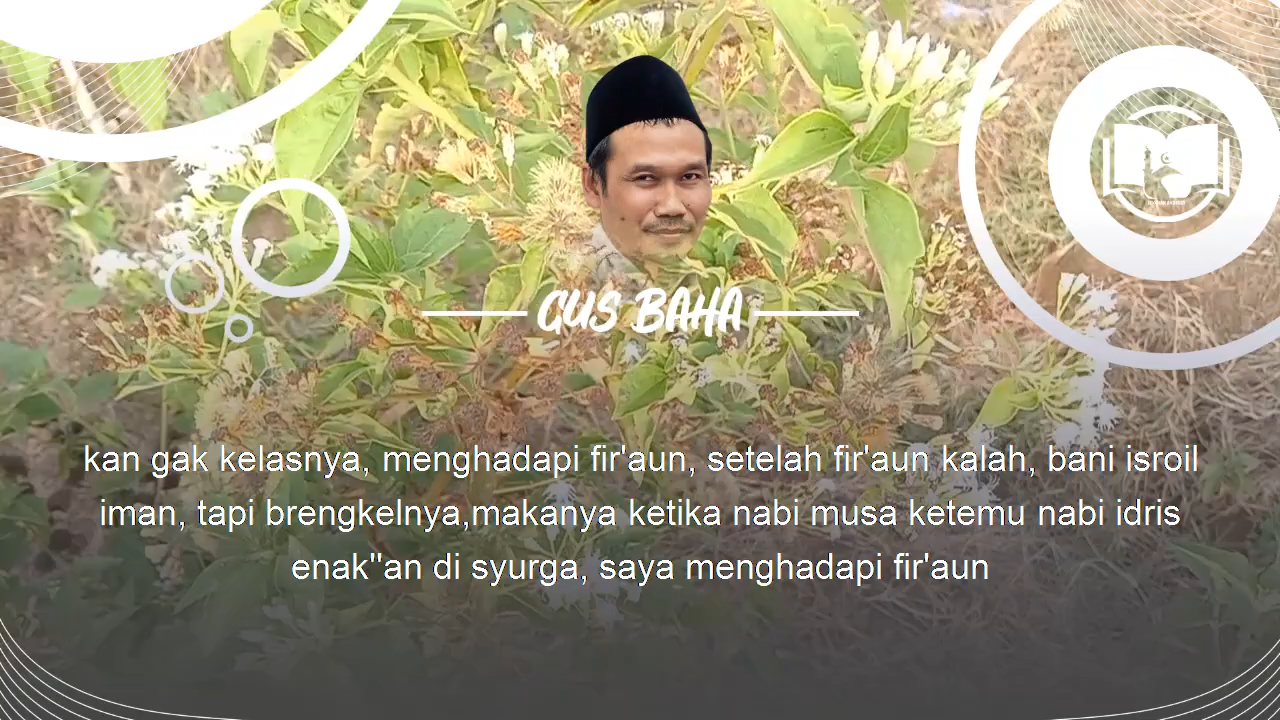 GUS BAHA
kan gak kelasnya, menghadapi fir'aun, setelah fir'aun kalah, bani isroil
iman, tapi brengkelnya,makanya ketika nabi musa ketemu nabi idris
enak"an di syurga, saya menghadapi fir'aun